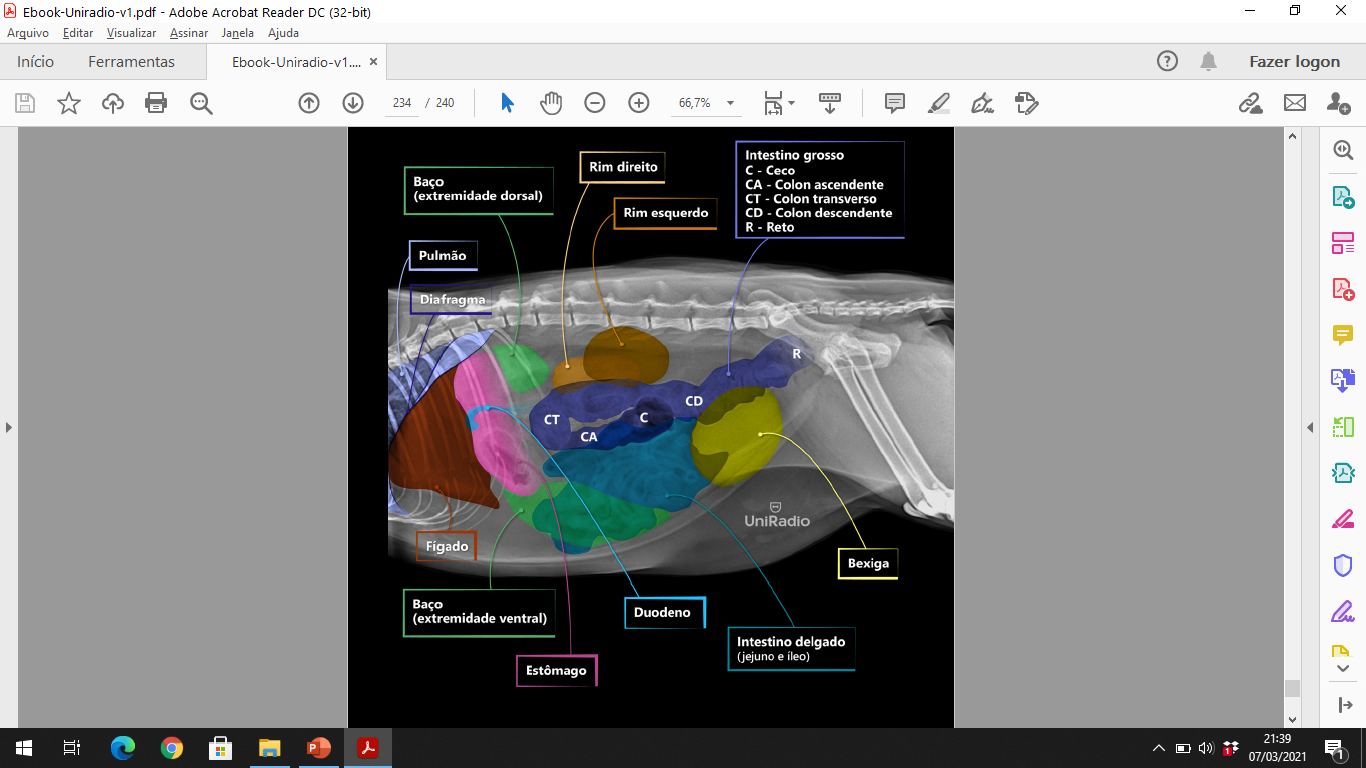 Ebook-Uniradio-v1.pdf - Adobe Acrobat Reader DC (32-bit)
Arquivo Editar Visualizar Assinar Janela Ajuda
Início Ferramentas Ebook-Uniradio-v1.... × Fazer logon
234 / 240 66,7%
Baço
(extremidade dorsal)
Rim direito
Rim esquerdo
Intestino grosso
C - Ceco
CA - Colon ascendente
CT - Colon transverso
CD - Colon descendente
R - Reto
Pulmão
Diafragma
R
CD
C
CT
CA
UniRadio
Fígado
Bexiga
Baço
(extremidade ventral)
Duodeno
Intestino delgado
(jejuno e íleo)
Estômago
21:39
07/03/2021
1
1